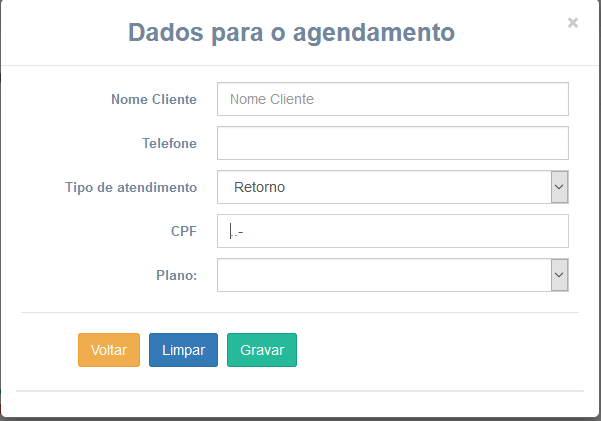 Dados para o agendamento
×
Nome Cliente Nome Cliente
Telefone
Tipo de atendimento Retorno
CPF . . -
Plano:
Voltar Limpar Gravar